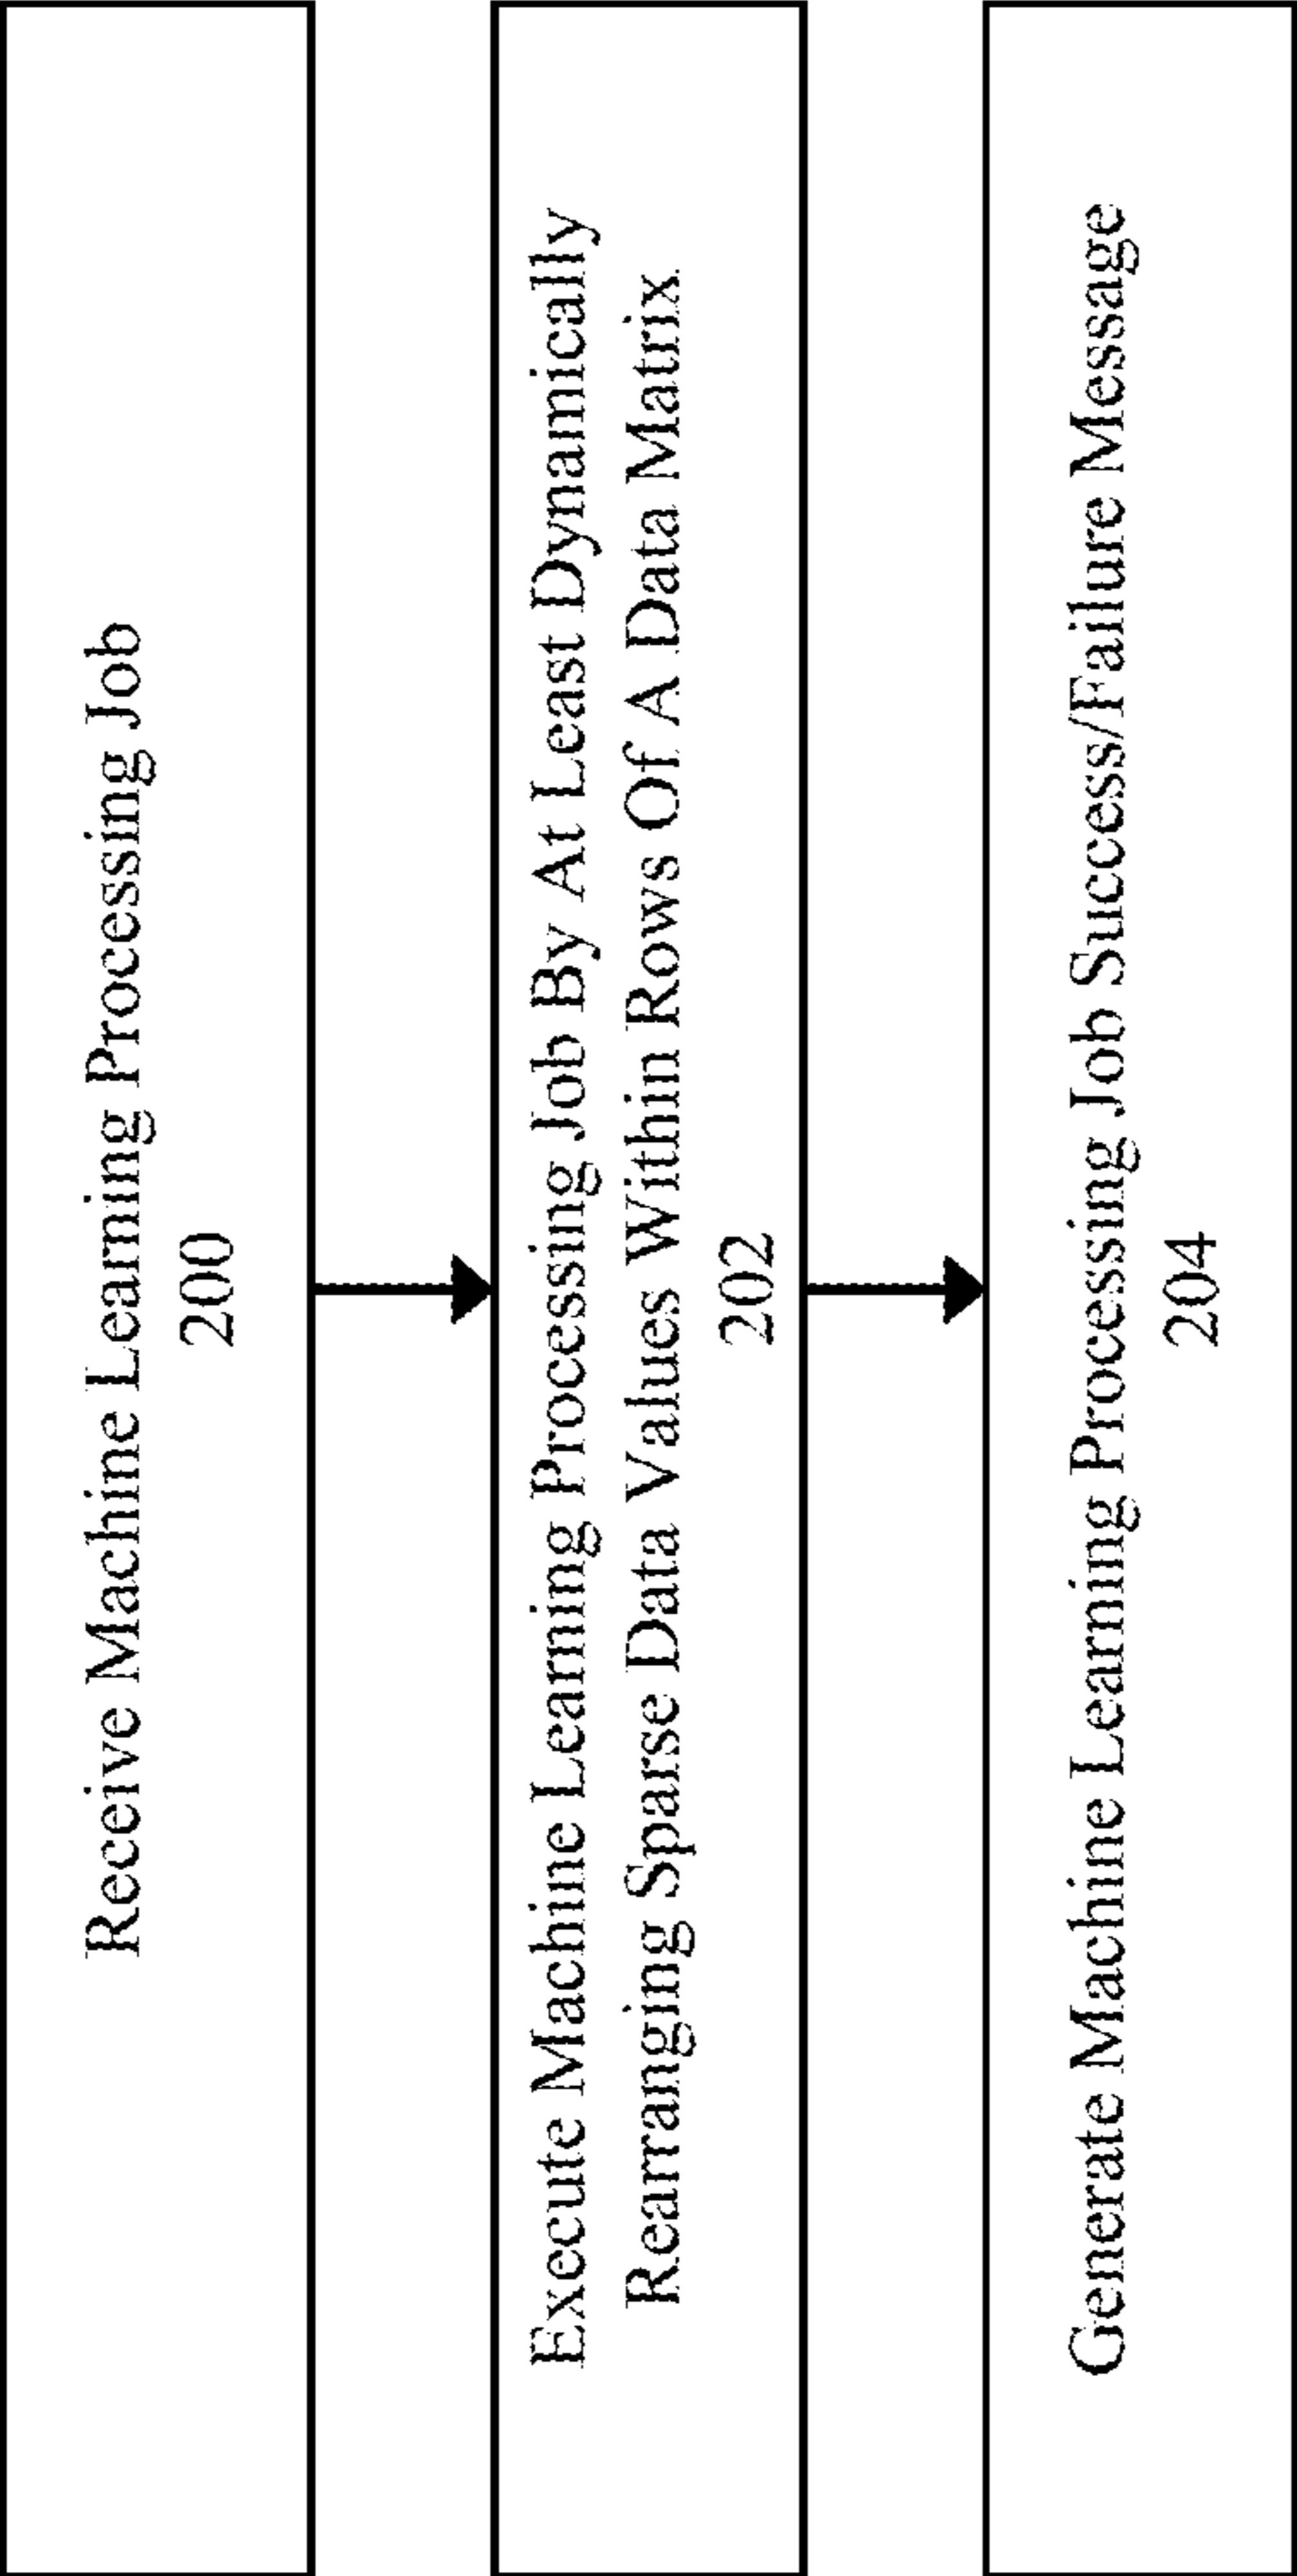 Receive Machine Learning Processing Job
200
Execute Machine Learning Processing Job By At Least Dynamically
Rearranging Sparse Data Values Within Rows Of A Data Matrix
202
Generate Machine Learning Processing Job Success/Failure Message
204